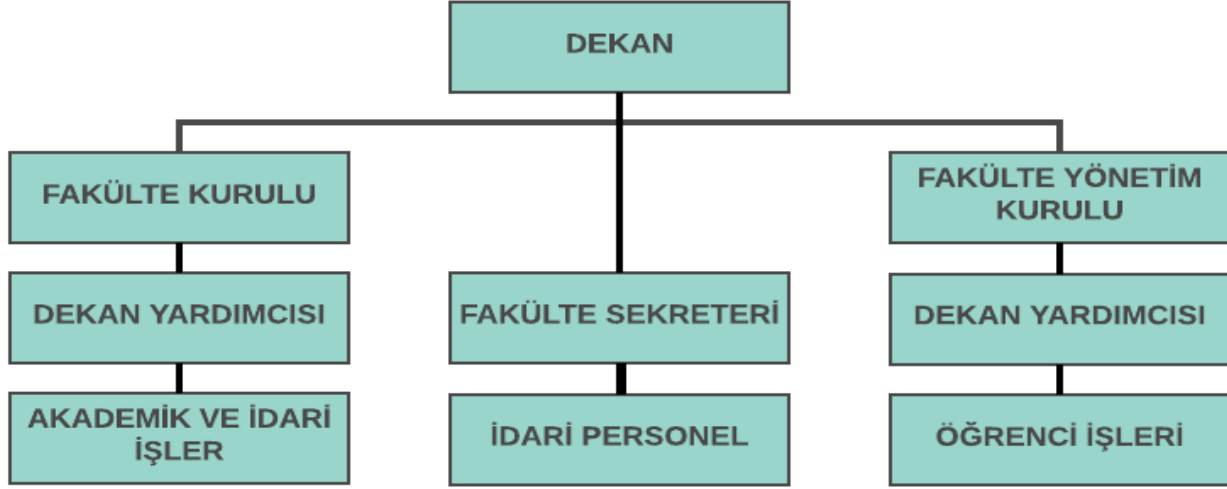 DEKAN
FAKÜLTE KURULU
FAKÜLTE YÖNETİM
KURULU
DEKAN YARDIMCISI
FAKÜLTE SEKRETERİ
DEKAN YARDIMCISI
AKADEMİK VE İDARİ
İŞLER
İDARİ PERSONEL
ÖĞRENCİ İŞLERİ